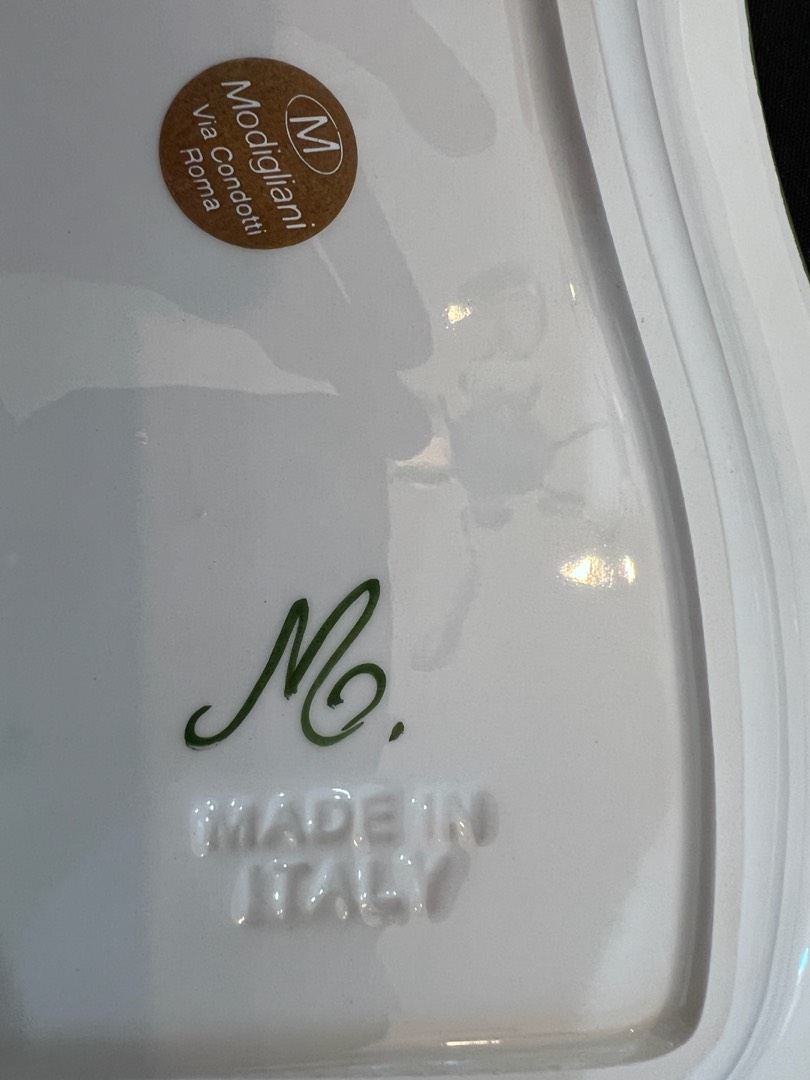 M
Modigliani
Via Condotti
Roma
M.
MADE IN
ITALY